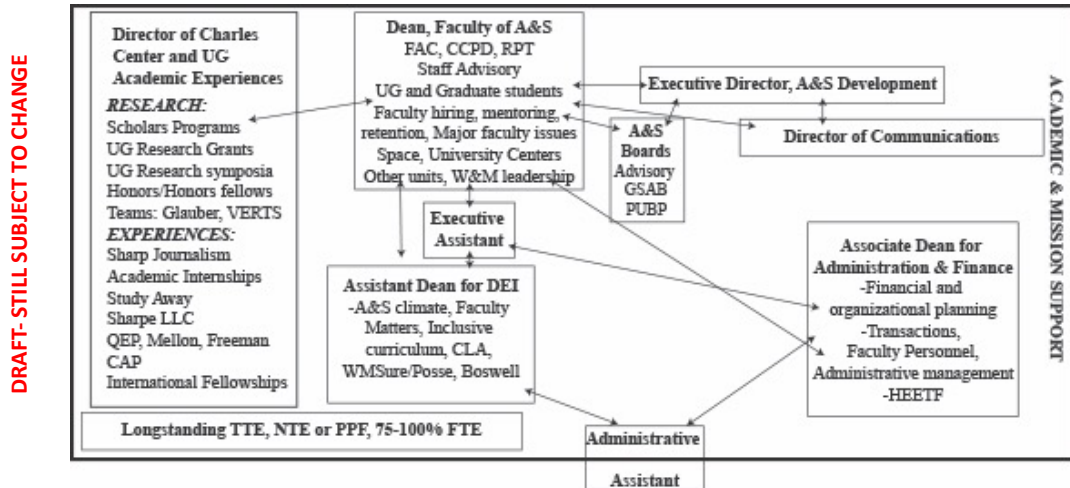 DRAFT- STILL SUBJECT TO CHANGE
Director of Charles
Center and UG
Academic Experiences
RESEARCH:
Scholars Programs
UG Research Grants
UG Research symposia
Honors/Honors fellows
Teams: Glauber, VERTS
EXPERIENCES:
Sharp Journalism
Academic Internships
Study Away
Sharpe LLC
QEP, Mellon, Freeman
CAP
International Fellowships
Longstanding TTE, NTE or PPF, 75-100% FTE
Dean, Faculty of A&S
FAC, CCPD, RPT
Staff Advisory
UG and Graduate students
Faculty hiring, mentoring,
retention, Major faculty issues
Space, University Centers
Other units, W&M leadership
Executive
Assistant
Assistant Dean for DEI
-A&S climate, Faculty
Matters, Inclusive
curriculum, CLA,
WMSure/Posse, Boswell
A&S
Boards
Advisory
GSAB
PUBP
Executive Director, A&S Development
Director of Communications
Associate Dean for
Administration & Finance
-Financial and
organizational planning
-Transactions,
Faculty Personnel,
Administrative management
-HEETF
Administrative
Assistant
ACADEMIC & MISSION SUPPORT